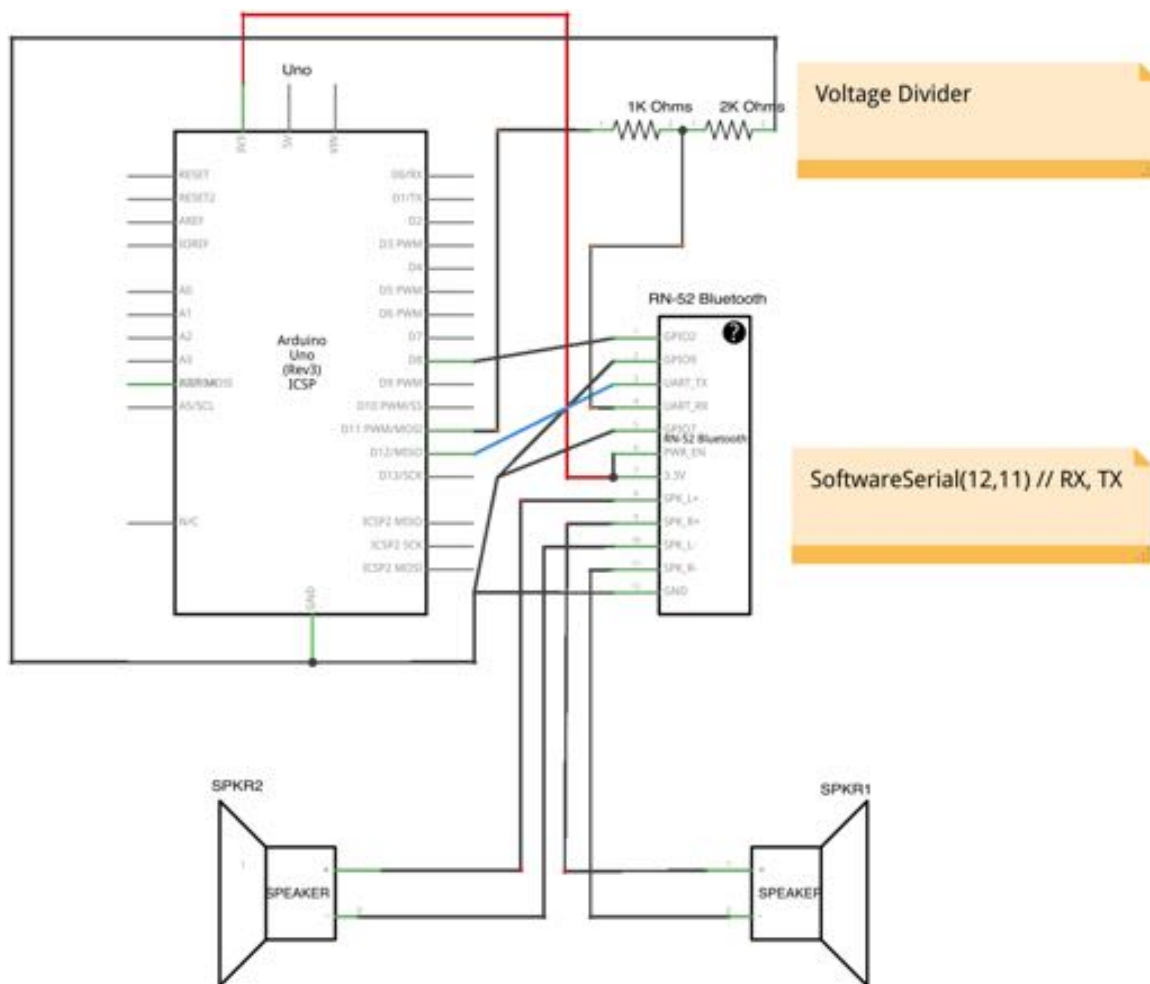 Uno
1K Ohms 2K Ohms
Voltage Divider
3V3
5V
VIN
RESET
RESET2
AREF
IOREF
A0
A1
A2
A3
A5/SCL
N/C
Arduino
Uno
(Rev3)
ICSP
D0/RX
D1/TX
D2
D3 PWM
D4
D5 PWM
D6 PWM
D7
D8
D9 PWM
D10 PWM/SS
D11 PWM/MOSI
D12/MISO
D13/SCK
ICSP2 MISO
ICSP2 SCK
ICSP2 MOSI
GND
RN-52 Bluetooth
?
GPIO2
UART_TX
UART_RX
GPIO7
RN-52 Bluetooth
PWR_EN
3.3V
SPK_L+
SPK_R+
SPK_L-
SPK_R-
GND
SoftwareSerial(12,11) // RX, TX
SPKR2
SPEAKER
SPKR1
SPEAKER